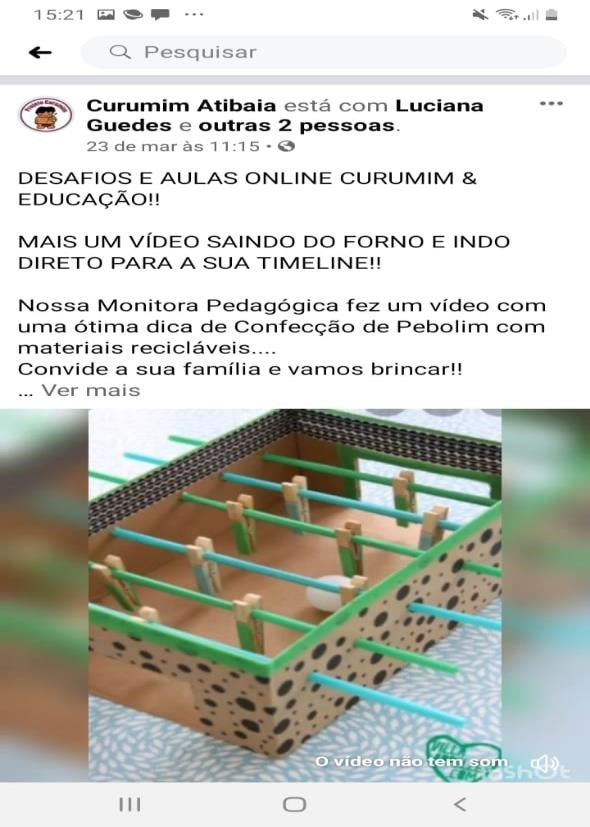 15:21
Pesquisar
Curumim Atibaia está com Luciana
Guedes e outras 2 pessoas.
23 de mar às 11:15
DESAFIOS E AULAS ONLINE CURUMIM &
EDUCAÇÃO!!
MAIS UM VÍDEO SAINDO DO FORNO E INDO
DIRETO PARA A SUA TIMELINE!!
Nossa Monitora Pedagógica fez um vídeo com
uma ótima dica de Confecção de Pebolim com
materiais recicláveis....
Convide a sua família e vamos brincar!!
... Ver mais
O vídeo não tem som